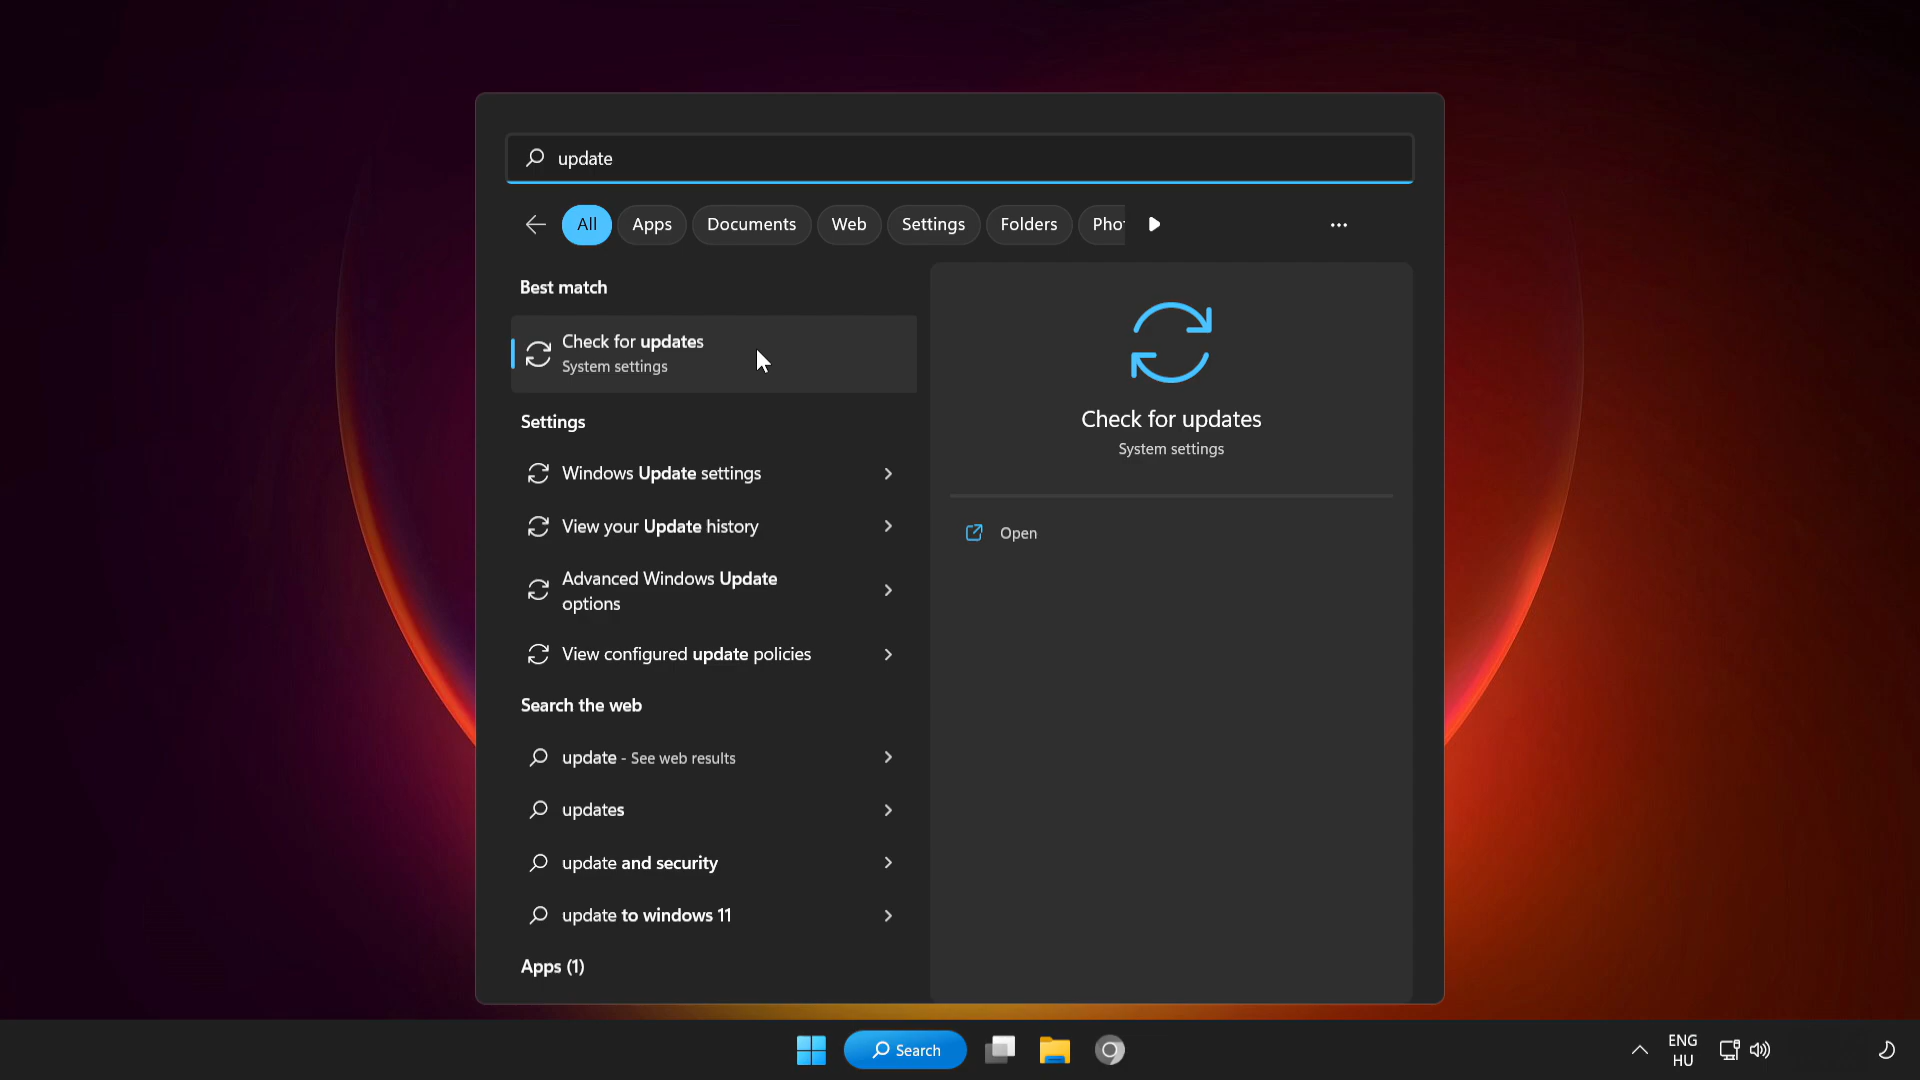 update
All
Apps
Documents
Web
Settings
Folders
Pho
Best match
Check for updates
System settings
Settings
Windows Update settings
View your Update history
Advanced Windows Update
options
View configured update policies
Search the web
update - See web results
updates
update and security
update to windows 11
Apps (1)
Check for updates
System settings
Open
Search
ENG
HU